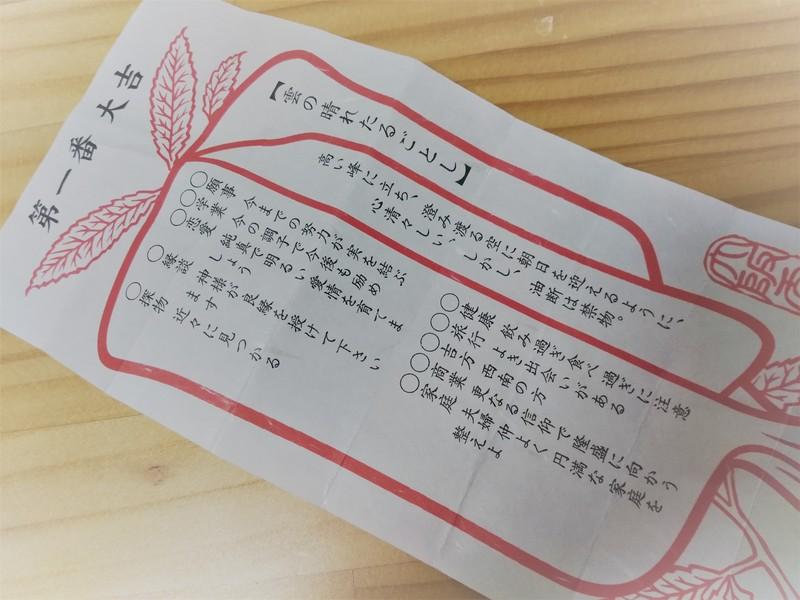 第一番 大吉
【雲の晴れたるごとし】
高い峰に立ち、澄み渡る空に朝日を迎えるように、
心清々しい、しかし、油断は禁物。
○願事 今までの努力が実を結ぶ
○学業 今の調子で今後も励め
○恋愛 純真で明るい愛情を育てま
しょう
○縁談 神様が良縁を授けて下さい
ます
○探物 近々に見つかる
○健康 飲み過ぎ食べ過ぎに注意
○旅行 よき出会いがある
○吉方 西南の方
○商業 更なる信仰で隆盛に向かう
○家庭 夫婦仲よく円満な家庭を
整えよ